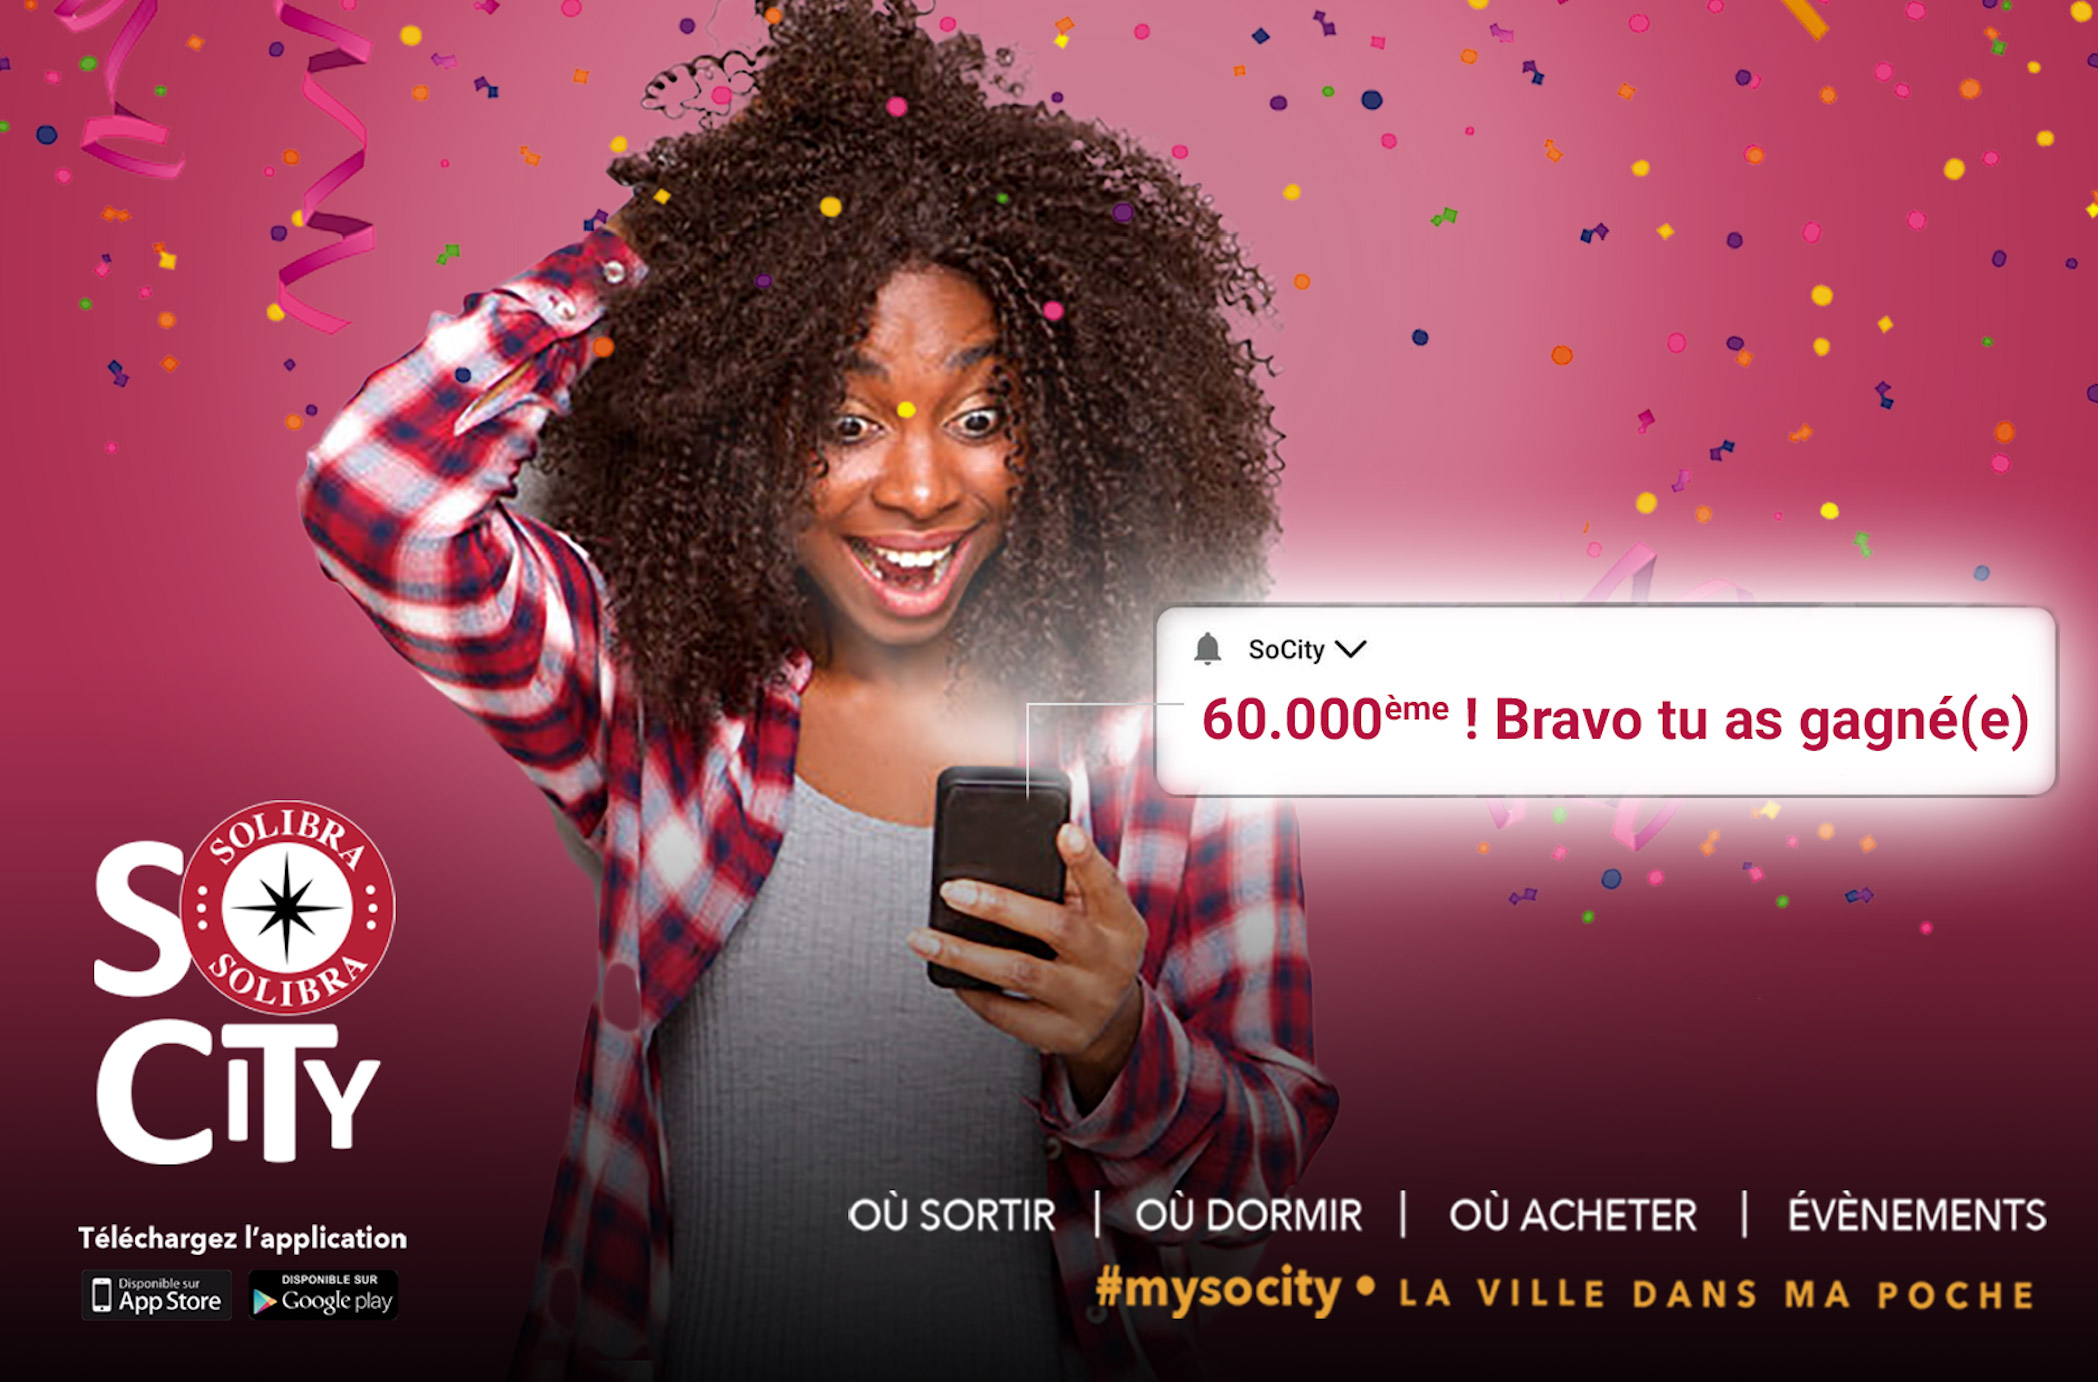 SoCity
60.000ème ! Bravo tu as gagné(e)
SOLIBRA
SOLIBRA
SO
CITY
Téléchargez l'application
Disponible sur
App Store
DISPONIBLE SUR
Google play
OÙ SORTIR | OÙ DORMIR | OÙ ACHETER | ÉVÈNEMENTS
#mysocity • LA VILLE DANS MA POCHE